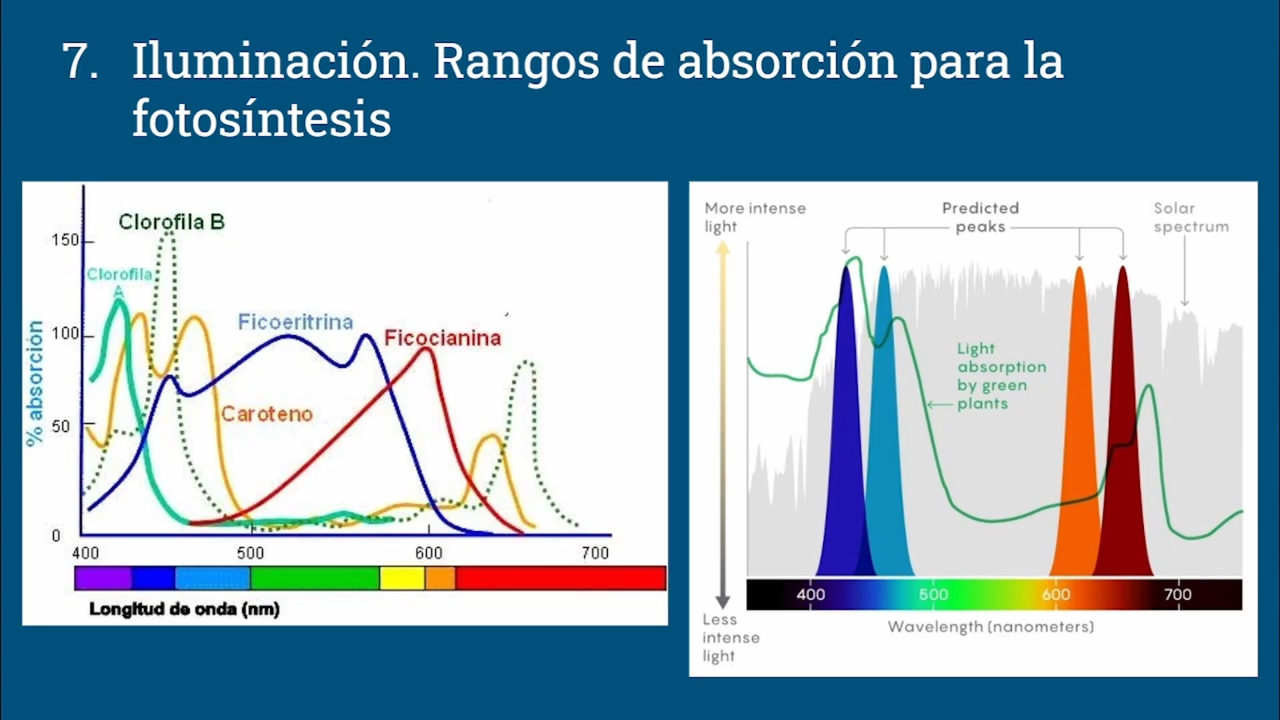 7. Iluminación. Rangos de absorción para la
fotosíntesis
% absorción
150
100
50
0
Clorofila B
Clorofila
A
Ficoeritrina
Ficocianina
Caroteno
400
500
600
700
Longitud de onda (nm)
More intense
light
Predicted
peaks
Solar
spectrum
Light
absorption
by green
plants
400
500
600
700
Less
intense
light
Wavelength (nanometers)